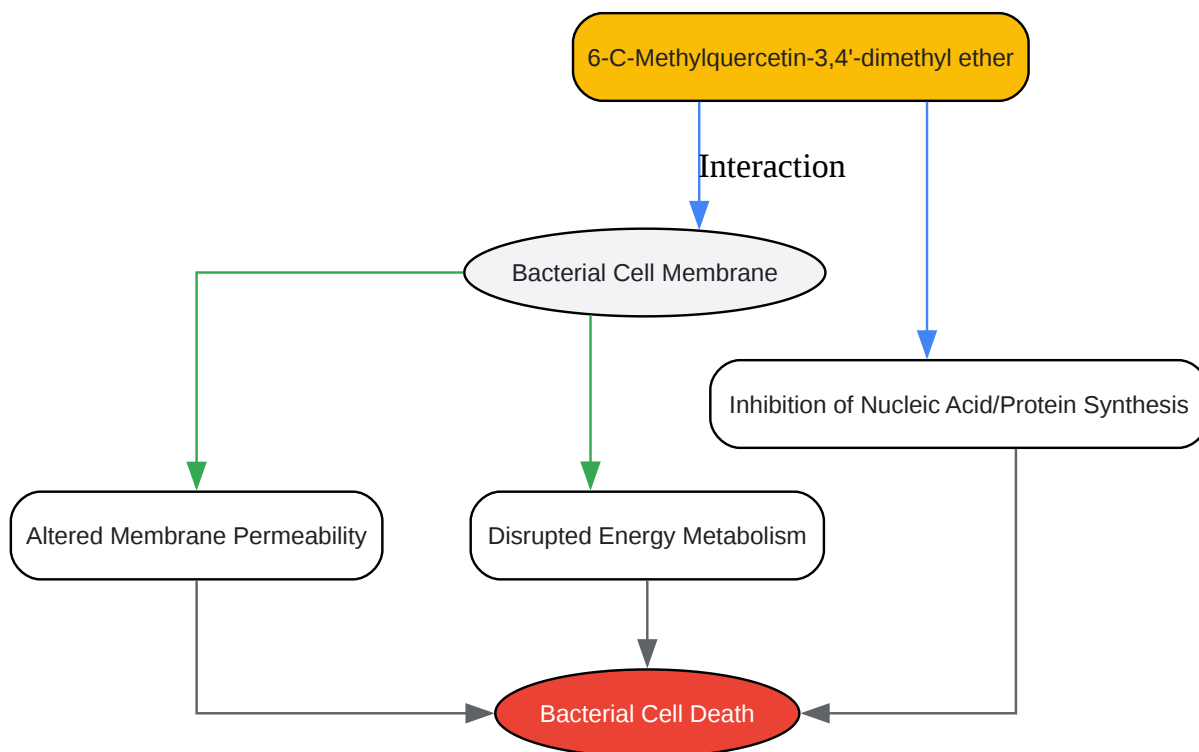 6-C-Methylquercetin-3,4'-dimethyl ether
Interaction
Bacterial Cell Membrane
Inhibition of Nucleic Acid/Protein Synthesis
Altered Membrane Permeability
Disrupted Energy Metabolism
Bacterial Cell Death